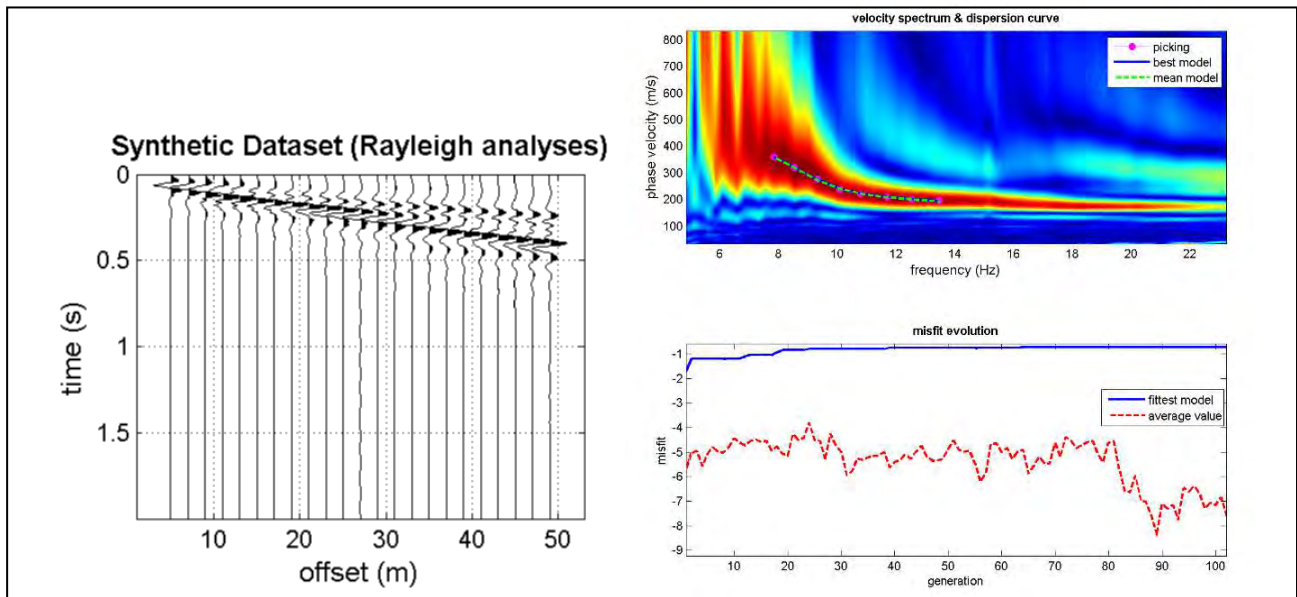 Synthetic Dataset (Rayleigh analyses)
0
0.5
1
1.5
time (s)
10 20 30 40 50
offset (m)
velocity spectrum & dispersion curve
800
700
600
500
400
300
200
100
phase velocity (m/s)
picking
best model
mean model
6 8 10 12 14 16 18 20 22
frequency (Hz)
misfit evolution
-1
-2
-3
-4
-5
-6
-7
-8
-9
misfit
fittest model
average value
10 20 30 40 50 60 70 80 90 100
generation